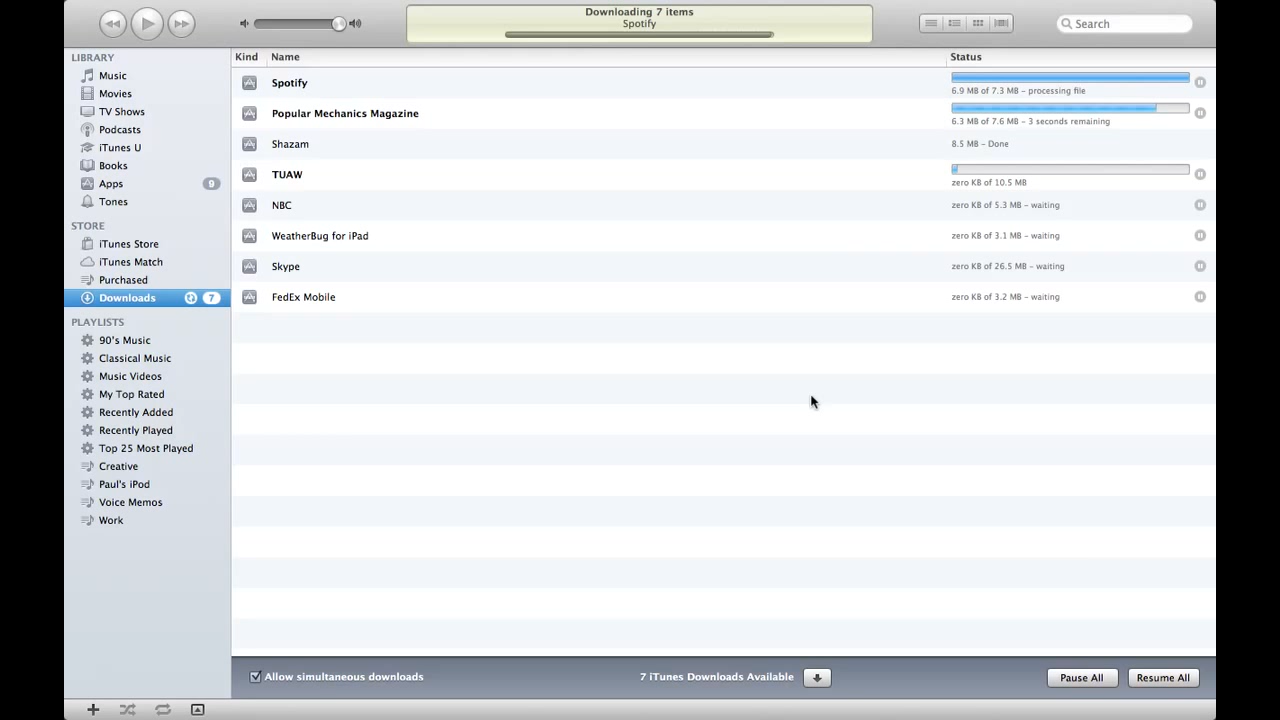 Downloading 7 items
Spotify
Search
LIBRARY
Music
Movies
TV Shows
Podcasts
iTunes U
Books
Apps 9
Tones
STORE
iTunes Store
iTunes Match
Purchased
Downloads 7
PLAYLISTS
90's Music
Classical Music
Music Videos
My Top Rated
Recently Added
Recently Played
Top 25 Most Played
Creative
Paul's iPod
Voice Memos
Work
Kind Name Status
Spotify
6.9 MB of 7.3 MB – processing file
Popular Mechanics Magazine
6.3 MB of 7.6 MB – 3 seconds remaining
Shazam 8.5 MB – Done
TUAW
zero KB of 10.5 MB
NBC zero KB of 5.3 MB – waiting
WeatherBug for iPad zero KB of 3.1 MB – waiting
Skype zero KB of 26.5 MB – waiting
FedEx Mobile zero KB of 3.2 MB – waiting
Allow simultaneous downloads 7 iTunes Downloads Available Pause All Resume All